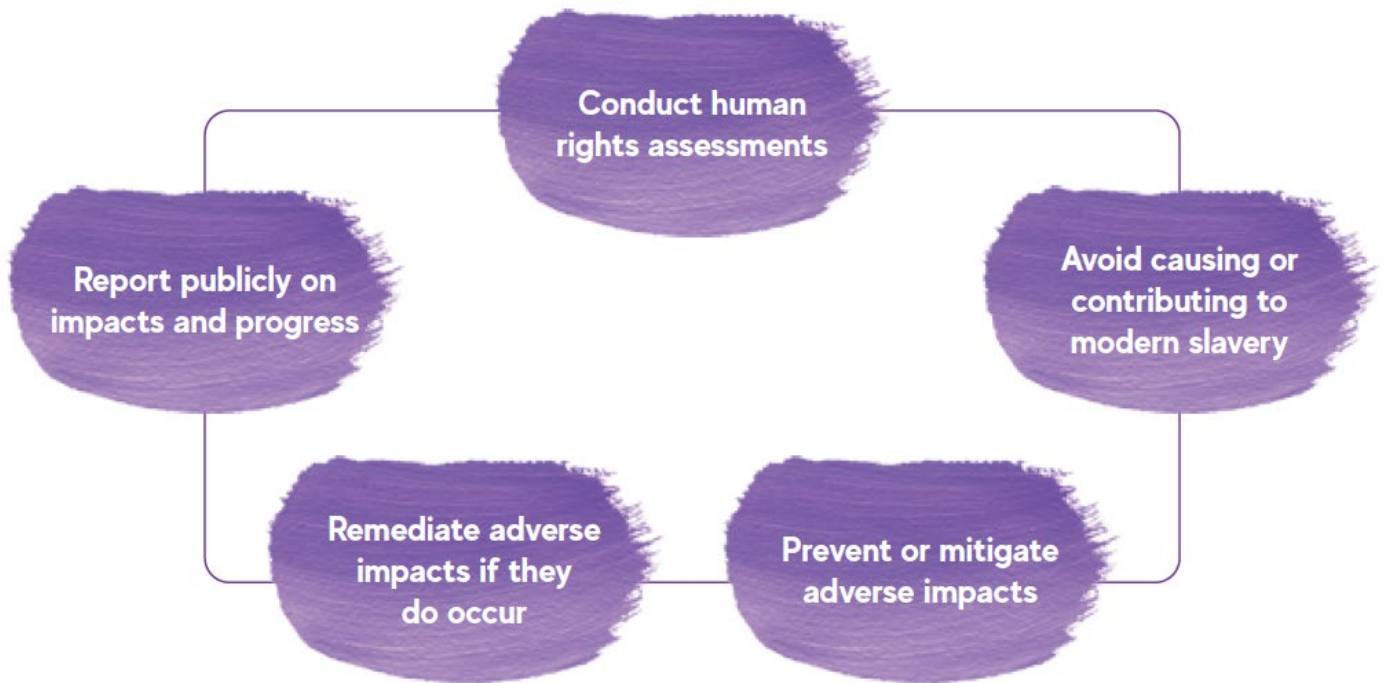 Conduct human
rights assessments
Avoid causing or
contributing to
modern slavery
Prevent or mitigate
adverse impacts
Remediate adverse
impacts if they
do occur
Report publicly on
impacts and progress